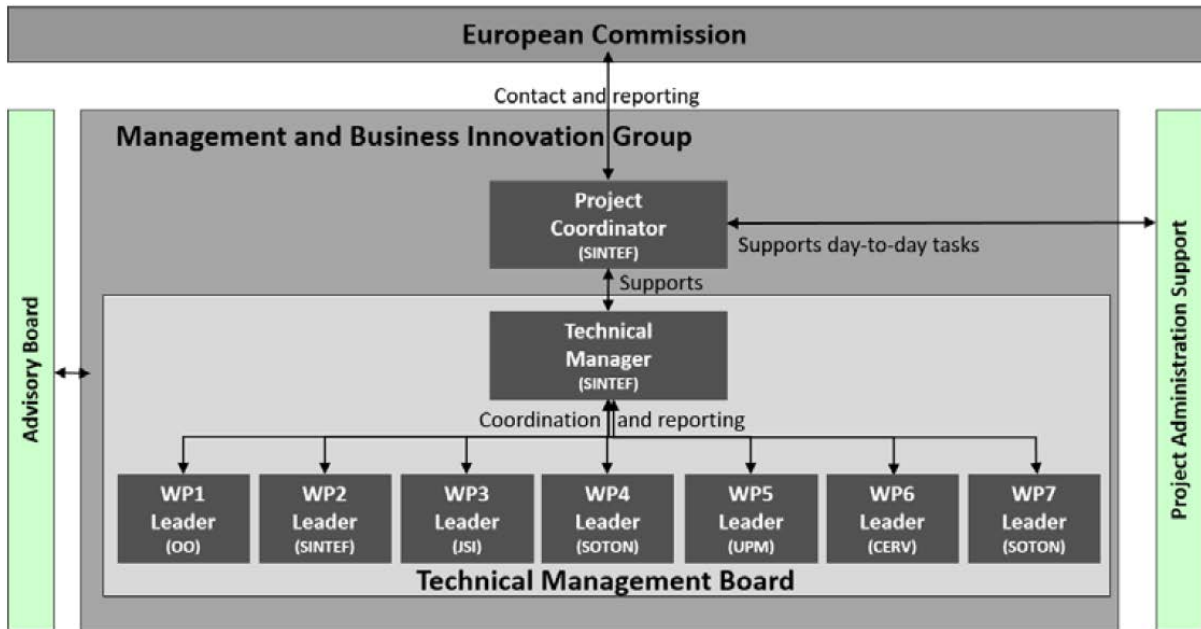 European Commission
Contact and reporting
Management and Business Innovation Group
Project
Coordinator
(SINTEF)
Supports day-to-day tasks
Supports
Technical
Manager
(SINTEF)
Coordination and reporting
WP1
Leader
(OO)
WP2
Leader
(SINTEF)
WP3
Leader
(JSI)
WP4
Leader
(SOTON)
WP5
Leader
(UPM)
WP6
Leader
(CERV)
WP7
Leader
(SOTON)
Technical Management Board
Advisory Board
Project Administration Support